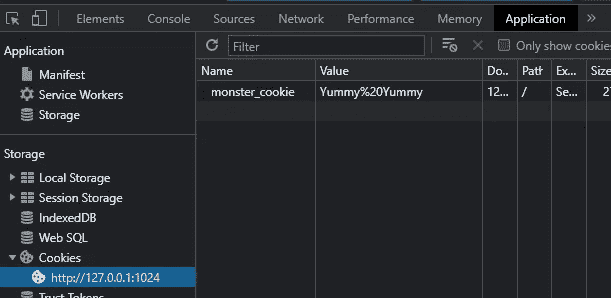 Elements Console Sources Network Performance Memory Application »
Application
Manifest
Service Workers
Storage
Storage
Local Storage
Session Storage
IndexedDB
Web SQL
Cookies
http://127.0.0.1:1024
Trust Tokens
Filter
Only show cookies
Name Value Do... Path Ex... Size
monster_cookie Yummy%20Yummy 12... / Se...